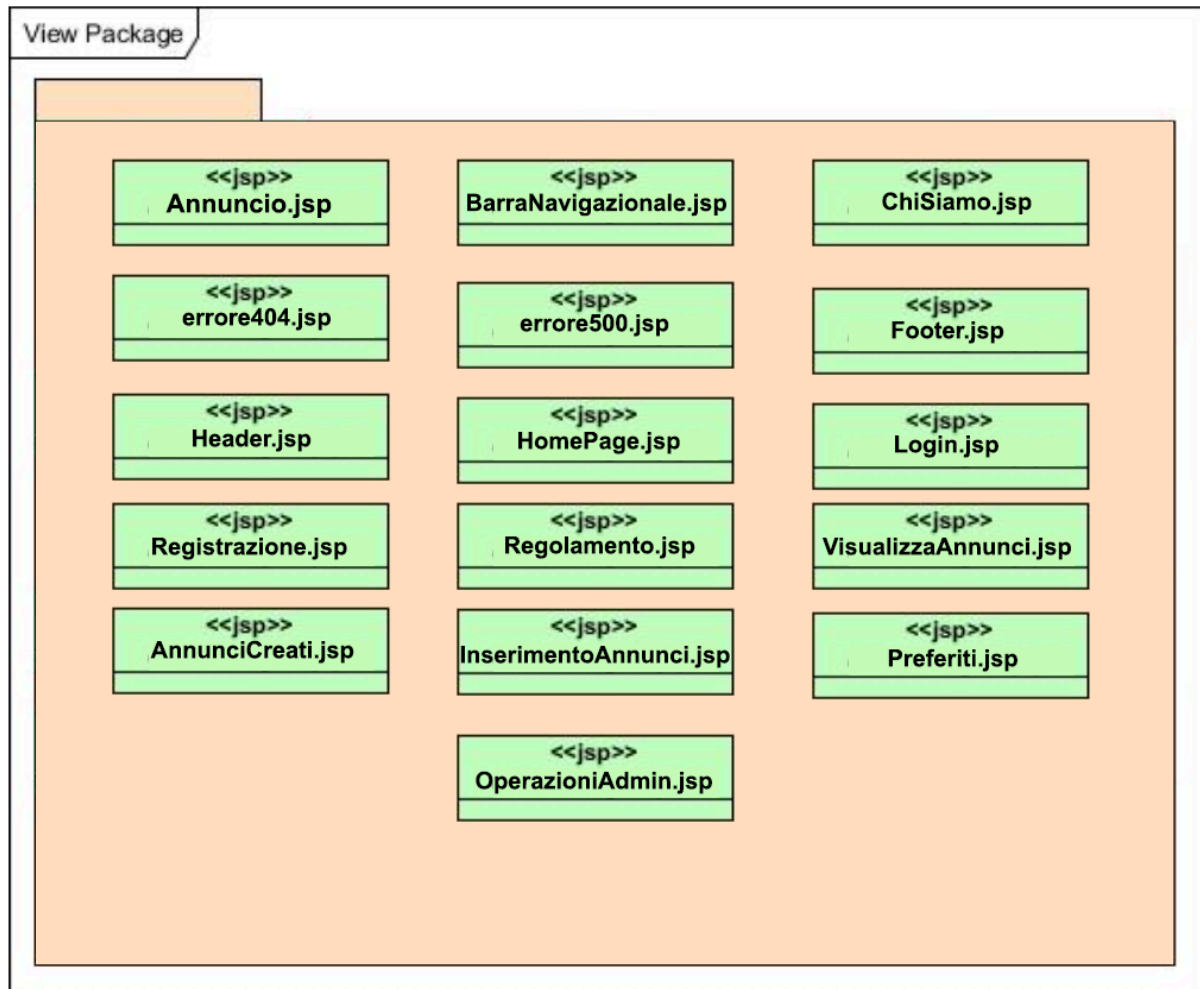 View Package
<<jsp>>
Annuncio.jsp
<<jsp>>
BarraNavigazionale.jsp
<<jsp>>
ChiSiamo.jsp
<<jsp>>
errore404.jsp
<<jsp>>
errore500.jsp
<<jsp>>
Footer.jsp
<<jsp>>
Header.jsp
<<jsp>>
HomePage.jsp
<<jsp>>
Login.jsp
<<jsp>>
Registrazione.jsp
<<jsp>>
Regolamento.jsp
<<jsp>>
VisualizzaAnnunci.jsp
<<jsp>>
AnnunciCreati.jsp
<<jsp>>
InserimentoAnnunci.jsp
<<jsp>>
Preferiti.jsp
<<jsp>>
OperazioniAdmin.jsp